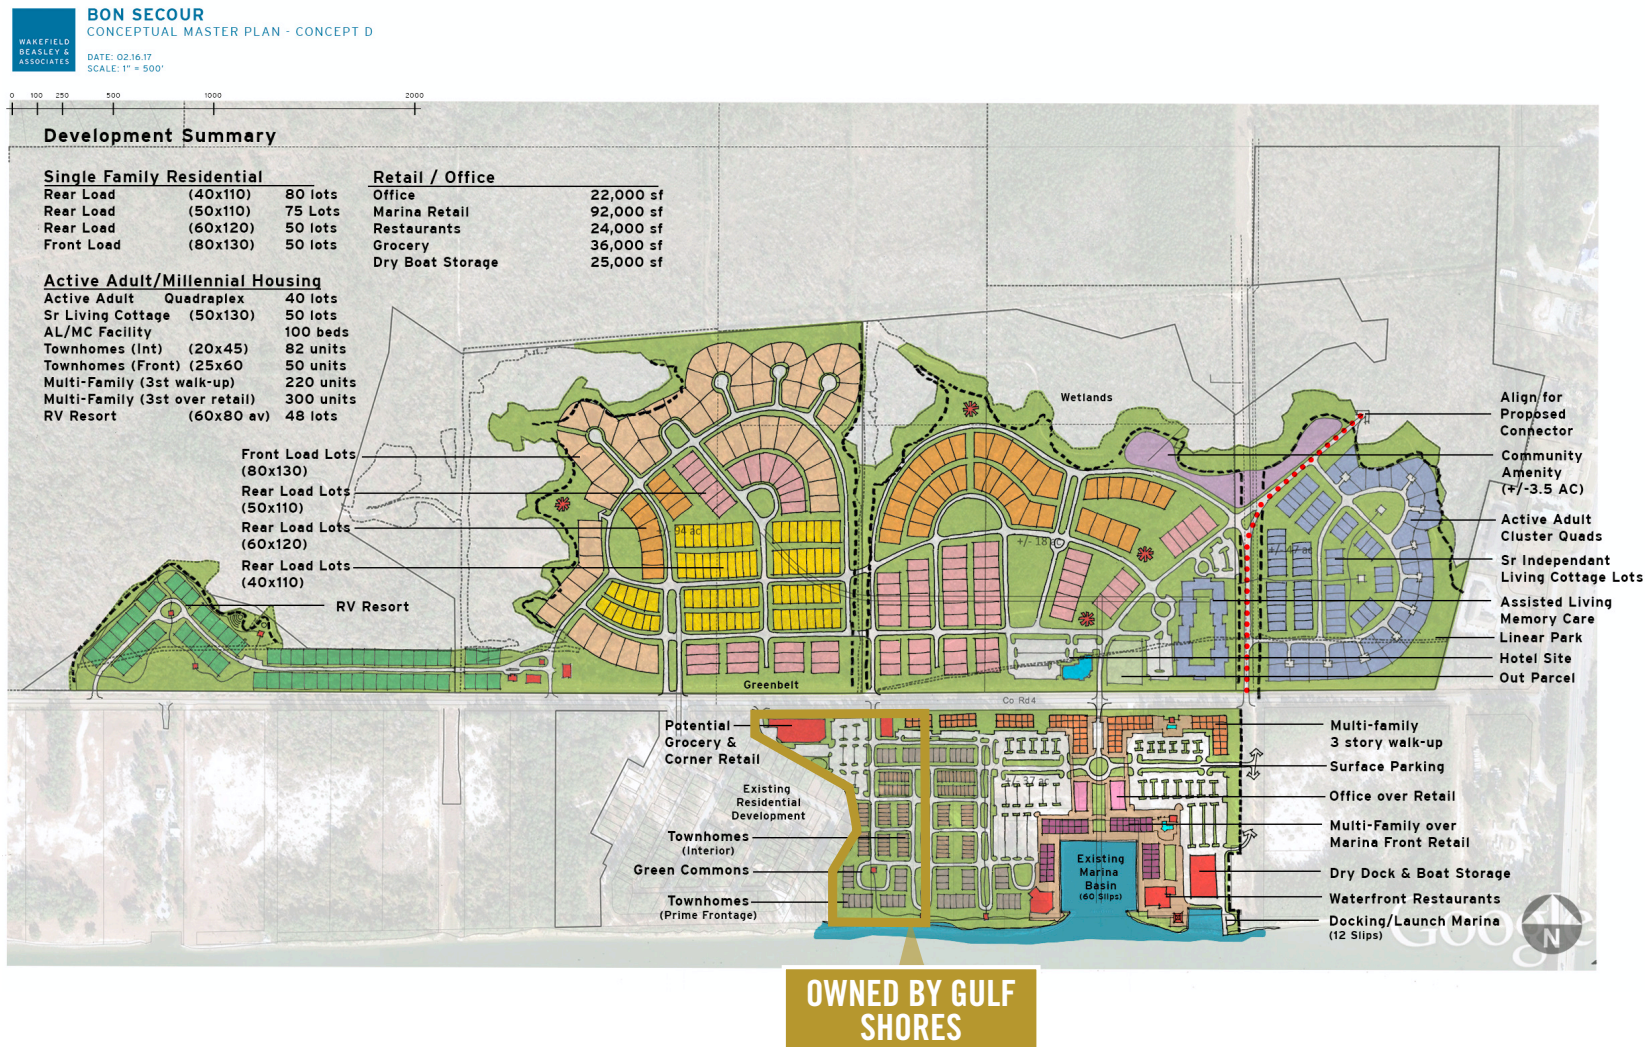 WAKEFIELD
BEASLEY &
ASSOCIATES
BON SECOUR
CONCEPTUAL MASTER PLAN - CONCEPT D
DATE: 02.16.17
SCALE: 1" = 500'
0 100 250 500 1000 2000
Development Summary
Single Family Residential
Rear Load (40x110) 80 lots
Rear Load (50x110) 75 Lots
Rear Load (60x120) 50 lots
Front Load (80x130) 50 lots
Retail / Office
Office 22,000 sf
Marina Retail 92,000 sf
Restaurants 24,000 sf
Grocery 36,000 sf
Dry Boat Storage 25,000 sf
Active Adult/Millennial Housing
Active Adult Quadraplex 40 lots
Sr Living Cottage (50x130) 50 lots
AL/MC Facility 100 beds
Townhomes (Int) (20x45) 82 units
Townhomes (Front) (25x60 50 units
Multi-Family (3st walk-up) 220 units
Multi-Family (3st over retail) 300 units
RV Resort (60x80 av) 48 lots
Front Load Lots
(80x130)
Rear Load Lots
(50x110)
Rear Load Lots
(60x120)
Rear Load Lots
(40x110)
RV Resort
Wetlands
94 ac
+/- 18 ac
+/- 47 ac
Align for
Proposed
Connector
Community
Amenity
(+/-3.5 AC)
Active Adult
Cluster Quads
Sr Independant
Living Cottage Lots
Assisted Living
Memory Care
Linear Park
Hotel Site
Out Parcel
Greenbelt
Co Rd4
Potential
Grocery &
Corner Retail
Existing
Residential
Development
Townhomes
(Interior)
Green Commons
Townhomes
(Prime Frontage)
+/- 37 ac
Existing
Marina
Basin
(60 Slips)
Multi-family
3 story walk-up
Surface Parking
Office over Retail
Multi-Family over
Marina Front Retail
Dry Dock & Boat Storage
Waterfront Restaurants
Docking/Launch Marina
(12 Slips)
Google
N
OWNED BY GULF
SHORES